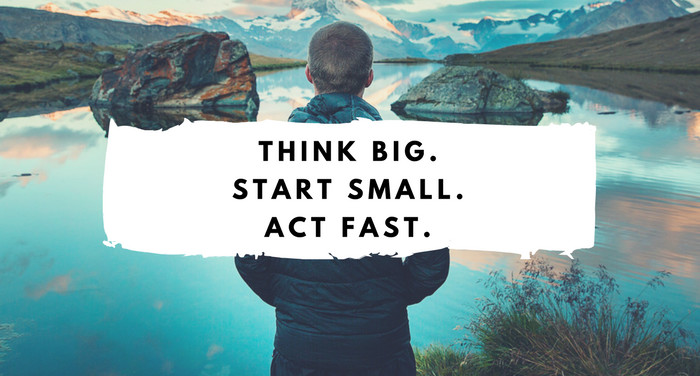 THINK BIG.
START SMALL.
ACT FAST.